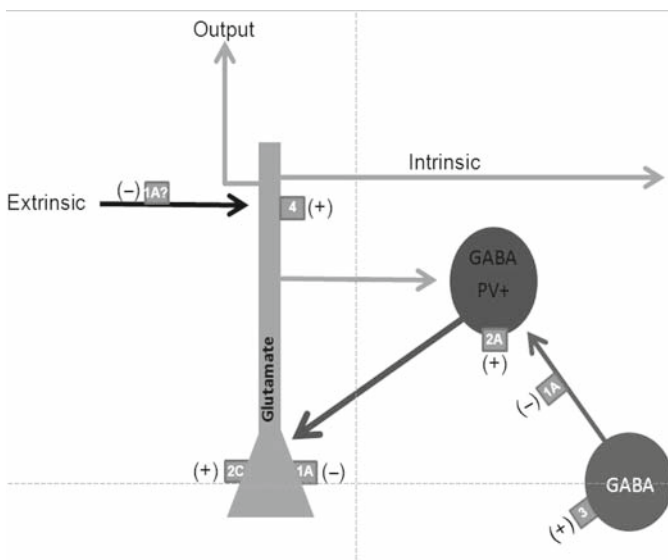 Output
Intrinsic
(–) 1A?
Extrinsic
4 (+)
GABA
PV+
2A
(+)
Glutamate
1A
(–)
(+) 2C
1A (–)
GABA
3
(+)